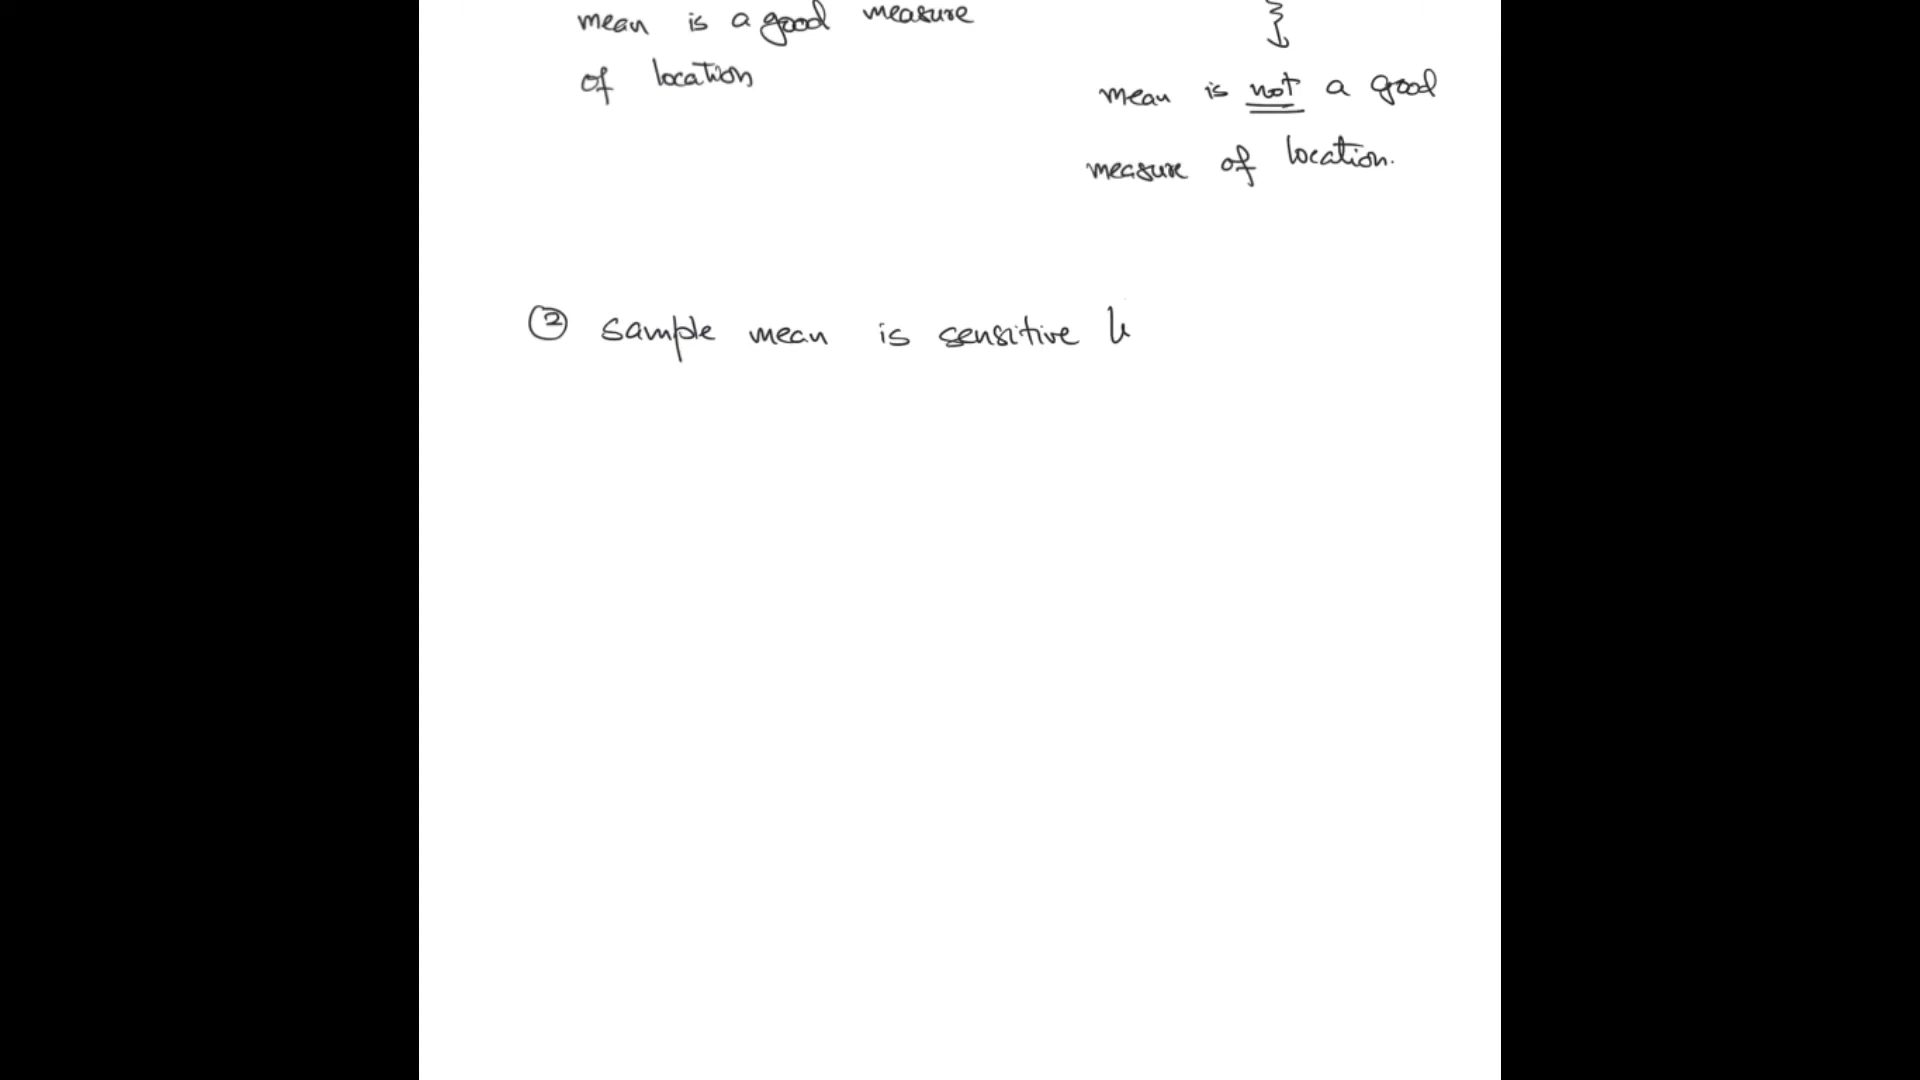 mean is a good measure
of location
mean is not a good
measure of location.
② sample mean is sensitive